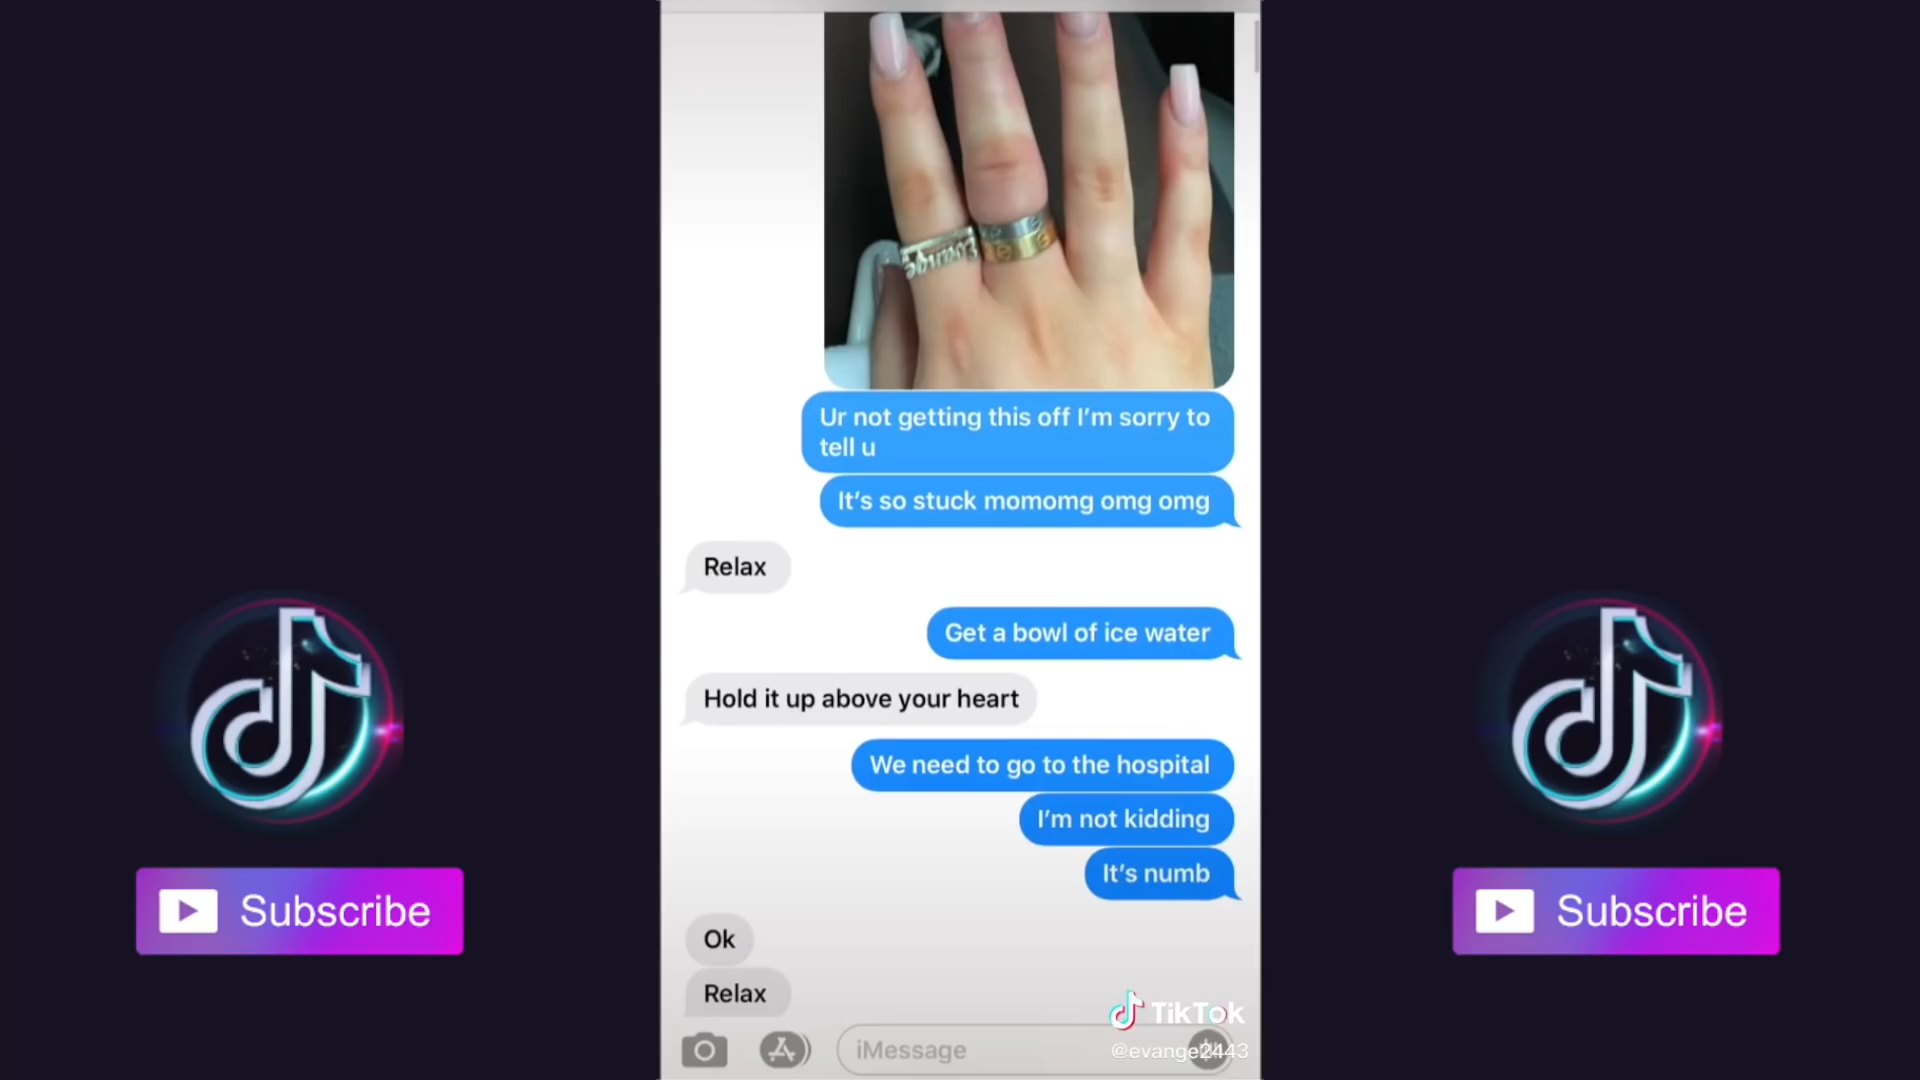 Ur not getting this off I'm sorry to
tell u
It's so stuck momomg omg omg
Relax
Get a bowl of ice water
Hold it up above your heart
We need to go to the hospital
I'm not kidding
It's numb
Ok
Relax
iMessage
TikTok
@evange2443
Subscribe
Subscribe